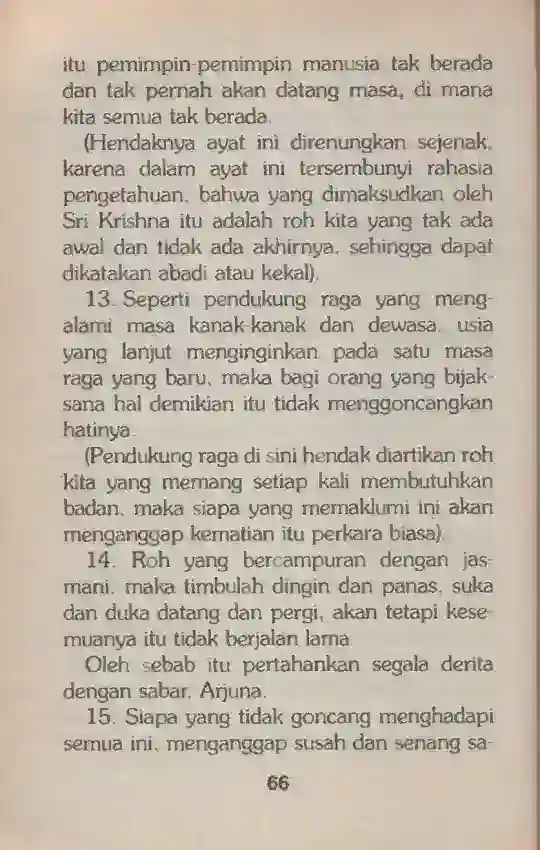 itu pemimpin-pemimpin manusia tak berada
dan tak pernah akan datang masa, di mana
kita semua tak berada.
(Hendaknya ayat ini direnungkan sejenak,
karena dalam ayat ini tersembunyi rahasia
pengetahuan, bahwa yang dimaksudkan oleh
Sri Krishna itu adalah roh kita yang tak ada
awal dan tidak ada akhirnya, sehingga dapat
dikatakan abadi atau kekal).
13. Seperti pendukung raga yang meng-
alami masa kanak-kanak dan dewasa, usia
yang lanjut menginginkan pada satu masa
raga yang baru, maka bagi orang yang bijak-
sana hal demikian itu tidak menggoncangkan
hatinya.
(Pendukung raga di sini hendak diartikan roh
kita yang memang setiap kali membutuhkan
badan, maka siapa yang memaklumi ini akan
menganggap kematian itu perkara biasa).
14. Roh yang bercampuran dengan jas-
mani, maka timbulah dingin dan panas, suka
dan duka datang dan pergi, akan tetapi kese-
muanya itu tidak berjalan lama.
Oleh sebab itu pertahankan segala derita
dengan sabar, Arjuna.
15. Siapa yang tidak goncang menghadapi
semua ini, menganggap susah dan senang sa-
66